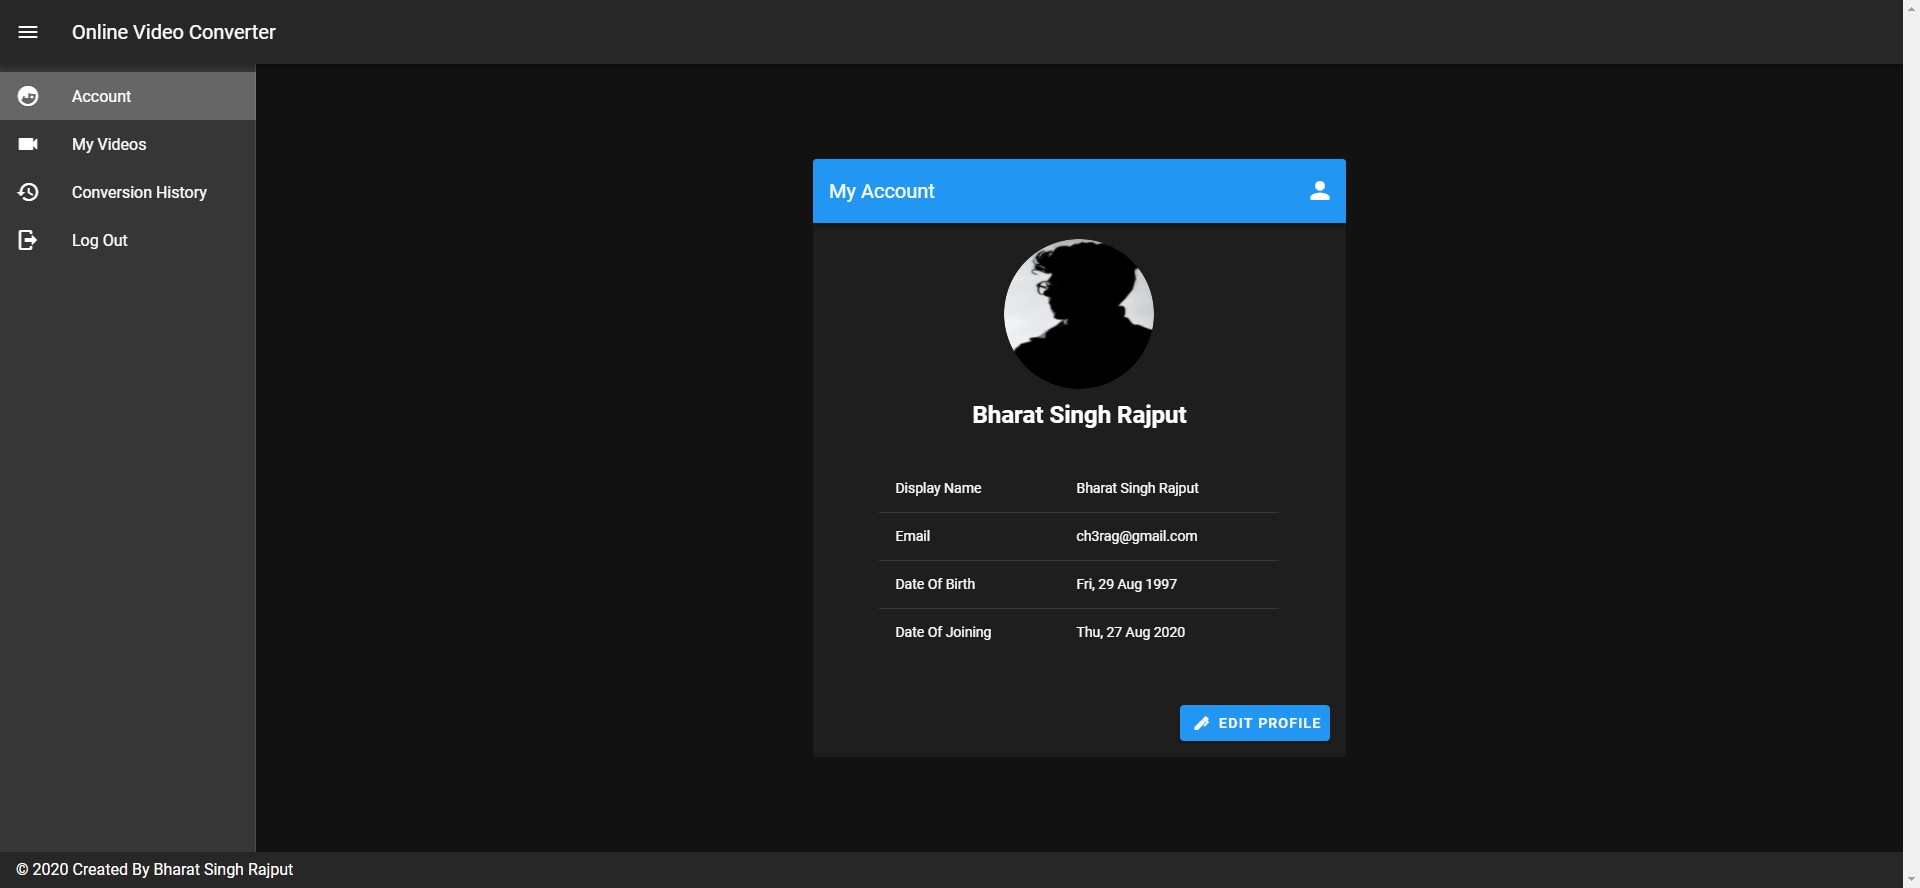 Online Video Converter
Account
My Videos
Conversion History
Log Out
My Account
Bharat Singh Rajput
Display Name Bharat Singh Rajput
Email ch3rag@gmail.com
Date Of Birth Fri, 29 Aug 1997
Date Of Joining Thu, 27 Aug 2020
EDIT PROFILE
© 2020 Created By Bharat Singh Rajput